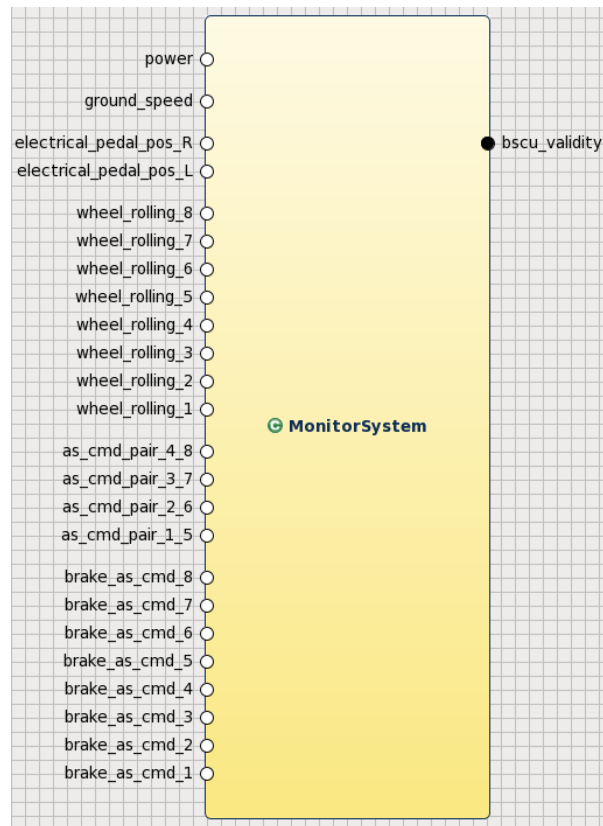 power
ground_speed
electrical_pedal_pos_R
bscu_validity
electrical_pedal_pos_L
wheel_rolling_8
wheel_rolling_7
wheel_rolling_6
wheel_rolling_5
wheel_rolling_4
wheel_rolling_3
wheel_rolling_2
wheel_rolling_1
C MonitorSystem
as_cmd_pair_4_8
as_cmd_pair_3_7
as_cmd_pair_2_6
as_cmd_pair_1_5
brake_as_cmd_8
brake_as_cmd_7
brake_as_cmd_6
brake_as_cmd_5
brake_as_cmd_4
brake_as_cmd_3
brake_as_cmd_2
brake_as_cmd_1